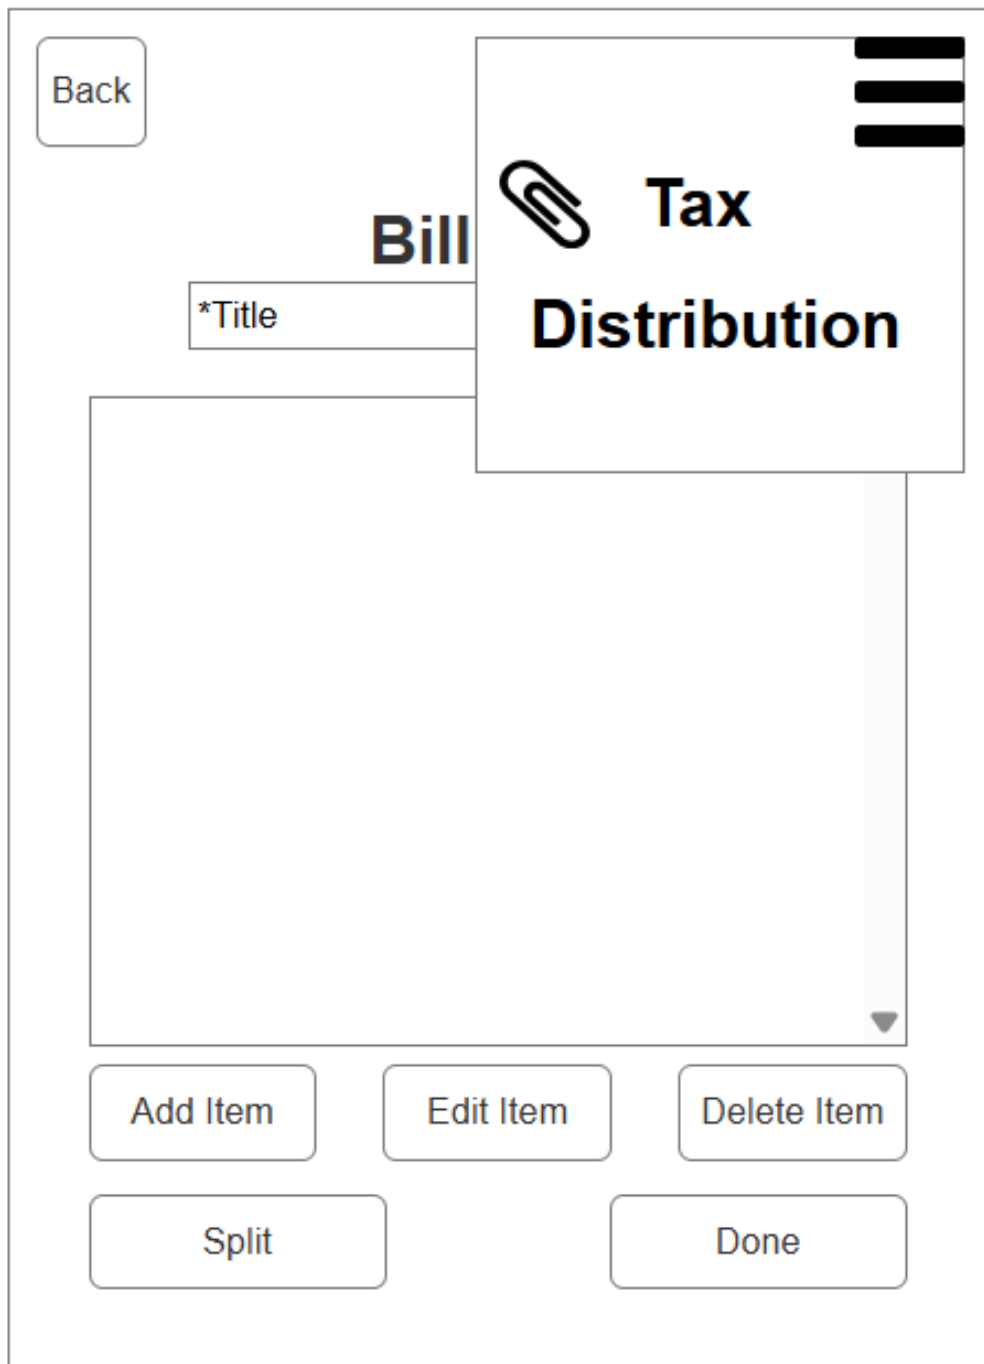 Back
Tax
Bill
*Title
Distribution
Add Item
Edit Item
Delete Item
Split
Done